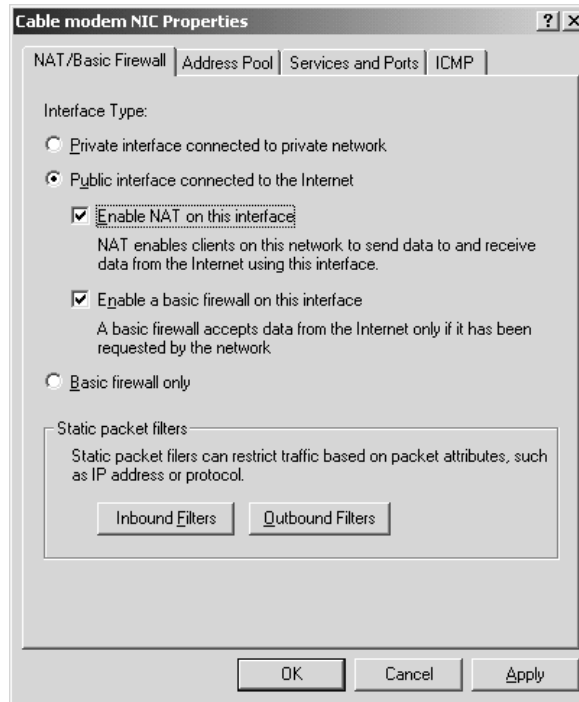 Cable modem NIC Properties
NAT/Basic Firewall Address Pool Services and Ports ICMP
Interface Type:
Private interface connected to private network
Public interface connected to the Internet
Enable NAT on this interface
NAT enables clients on this network to send data to and receive
data from the Internet using this interface.
Enable a basic firewall on this interface
A basic firewall accepts data from the Internet only if it has been
requested by the network
Basic firewall only
Static packet filters
Static packet filers can restrict traffic based on packet attributes, such
as IP address or protocol.
Inbound Filters Outbound Filters
OK Cancel Apply